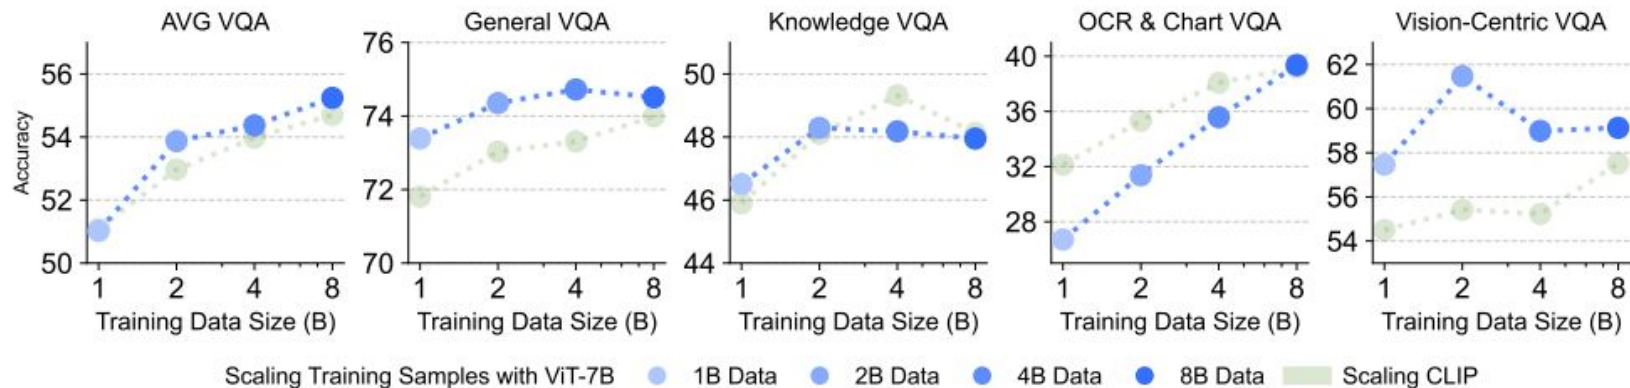 AVG VQA
General VQA
Knowledge VQA
OCR & Chart VQA
Vision-Centric VQA
Accuracy
56
54
52
50
1 2 4 8
Training Data Size (B)
76
74
72
70
1 2 4 8
Training Data Size (B)
50
48
46
44
1 2 4 8
Training Data Size (B)
40
36
32
28
1 2 4 8
Training Data Size (B)
62
60
58
56
54
1 2 4 8
Training Data Size (B)
Scaling Training Samples with ViT-7B 1B Data 2B Data 4B Data 8B Data Scaling CLIP